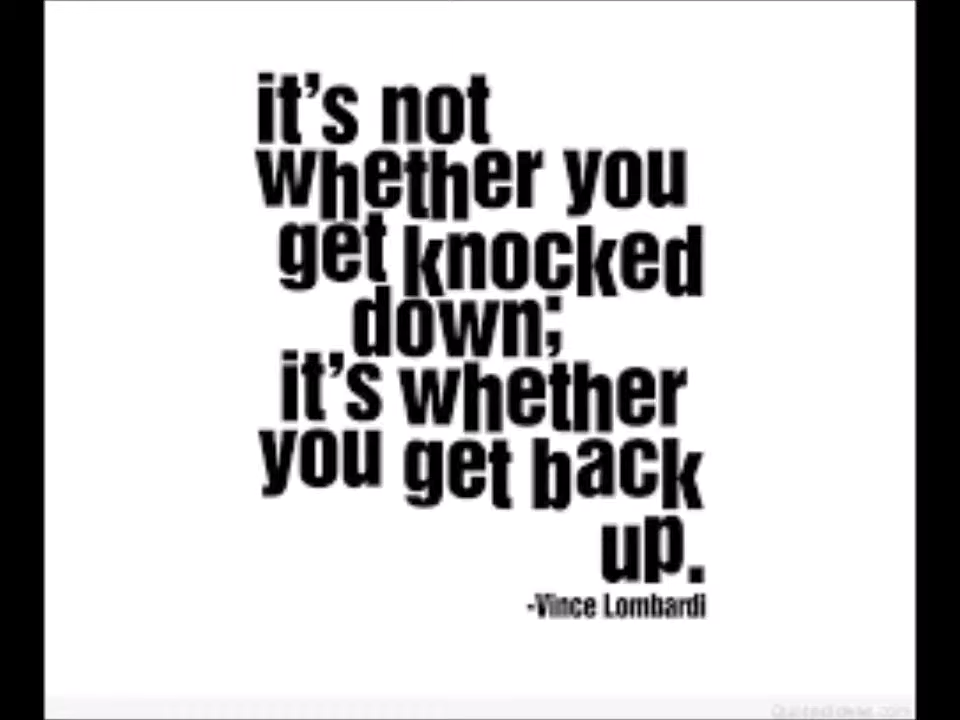 it's not
whether you
get knocked
down;
it's whether
you get back
up.
-Vince Lombardi